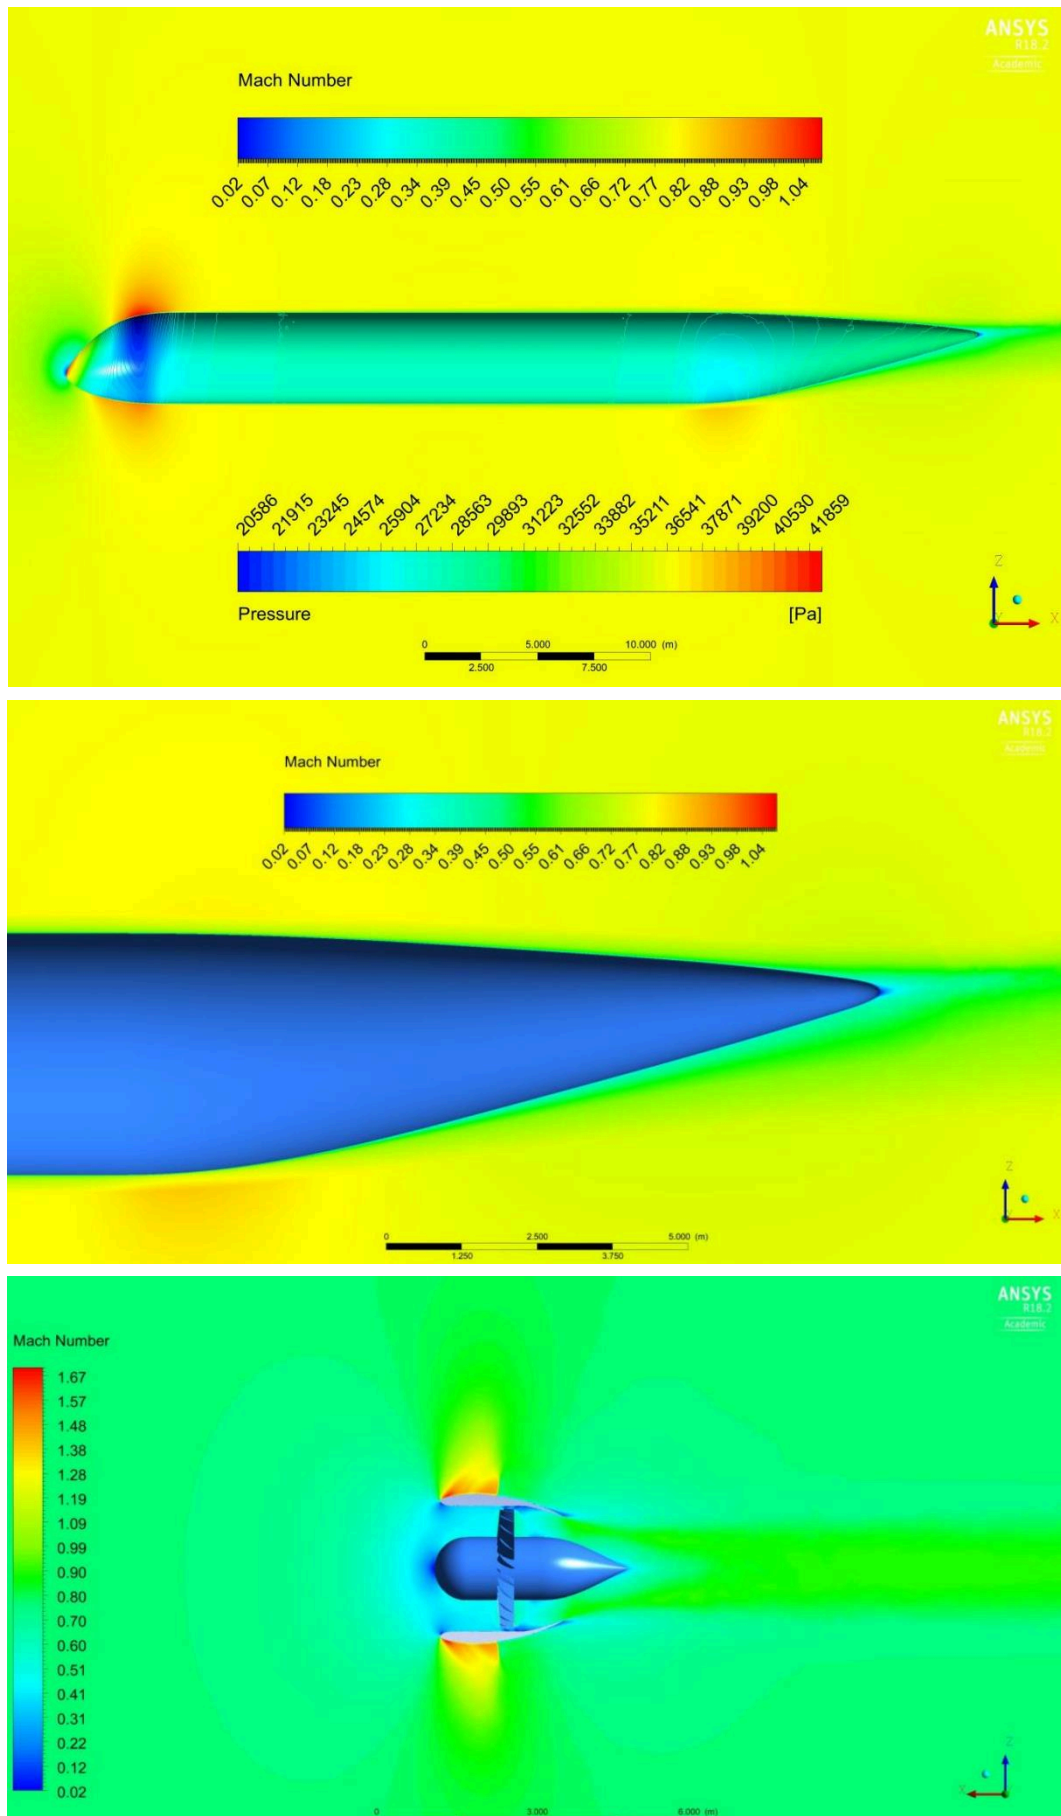 ANSYS
R18.2
Academic
Mach Number
0.02 0.07 0.12 0.18 0.23 0.28 0.34 0.39 0.45 0.50 0.55 0.61 0.66 0.72 0.77 0.82 0.88 0.93 0.98 1.04
20586 21915 23245 24574 25904 27234 28563 29893 31223 32552 33882 35211 36541 37871 39200 40530 41859
Pressure [Pa]
Z
X
0 5.000 10.000 (m)
2.500 7.500
ANSYS
R18.2
Academic
Mach Number
0.02 0.07 0.12 0.18 0.23 0.28 0.34 0.39 0.45 0.50 0.55 0.61 0.66 0.72 0.77 0.82 0.88 0.93 0.98 1.04
Z
X
0 2.500 5.000 (m)
1.250 3.750
ANSYS
R18.2
Academic
Mach Number
1.67
1.57
1.48
1.38
1.28
1.19
1.09
0.99
0.90
0.80
0.70
0.60
0.51
0.41
0.31
0.22
0.12
0.02
Z
X
0 3.000 6.000 (m)